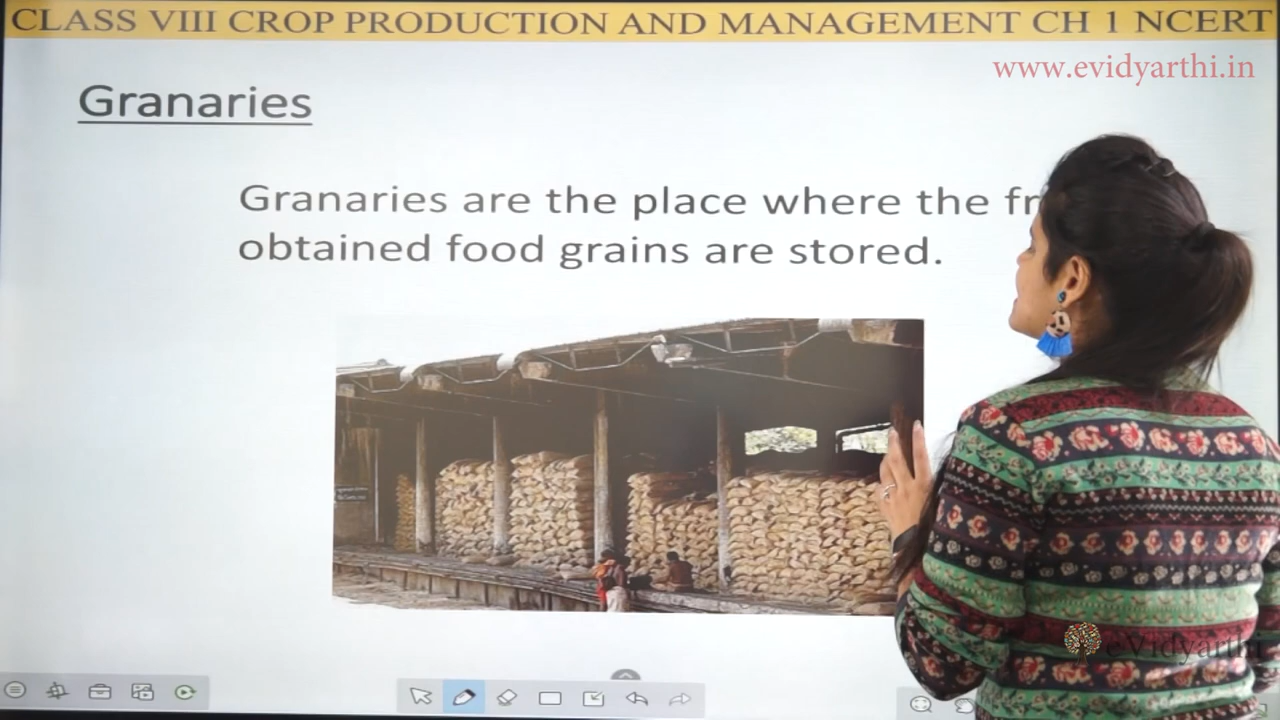 CLASS VIII CROP PRODUCTION AND MANAGEMENT CH 1 NCERT
www.evidyarthi.in
Granaries
Granaries are the place where the
obtained food grains are stored.
eVidyarthi